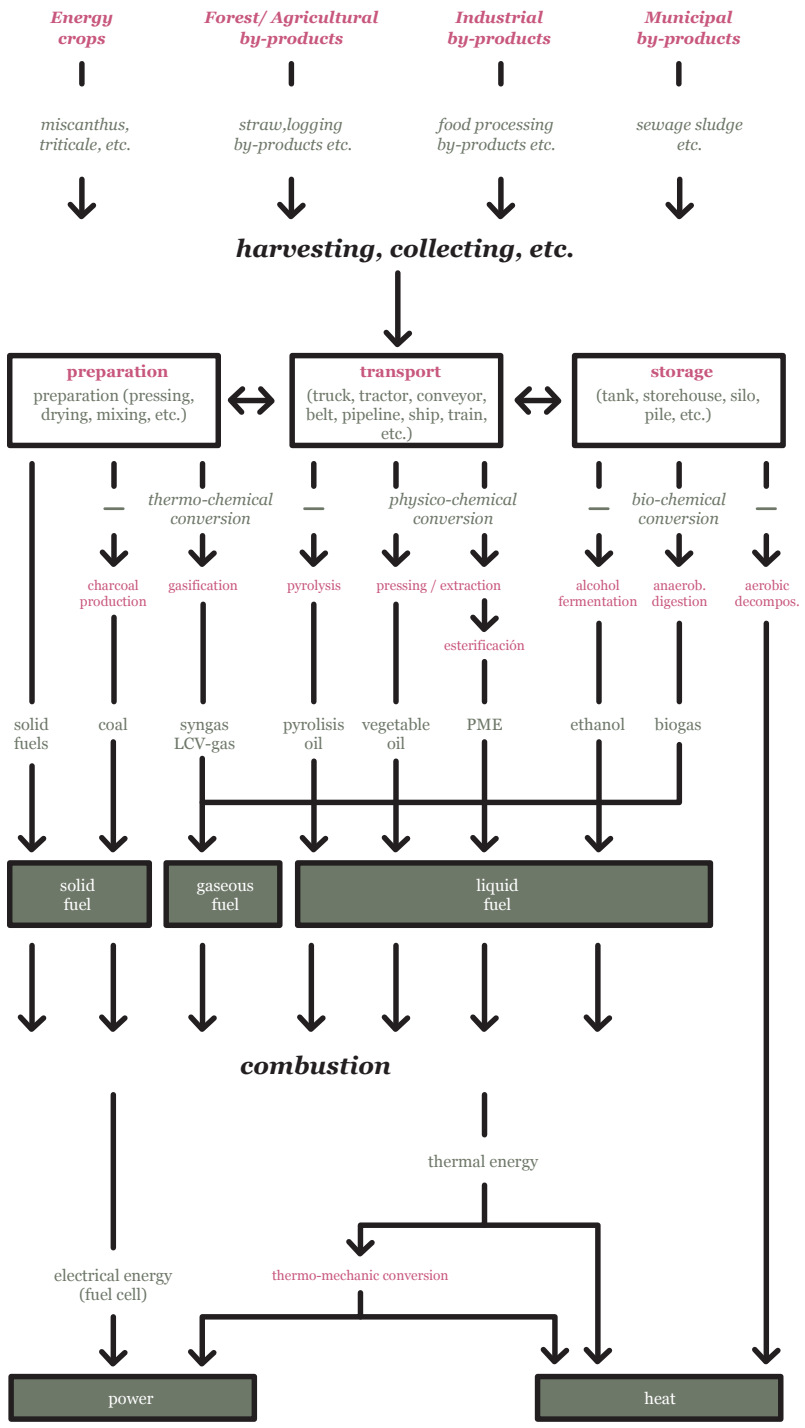 Energy
crops
Forest/ Agricultural
by-products
Industrial
by-products
Municipal
by-products
miscanthus,
triticale, etc.
straw,logging
by-products etc.
food processing
by-products etc.
sewage sludge
etc.
harvesting, collecting, etc.
preparation
preparation (pressing,
drying, mixing, etc.)
transport
(truck, tractor, conveyor,
belt, pipeline, ship, train,
etc.)
storage
(tank, storehouse, silo,
pile, etc.)
thermo-chemical
conversion
physico-chemical
conversion
bio-chemical
conversion
charcoal
production
gasification
pyrolysis
pressing / extraction
alcohol
fermentation
anaerob.
digestion
aerobic
decompos.
esterificación
solid
fuels
coal
syngas
LCV-gas
pyrolisis
oil
vegetable
oil
PME
ethanol
biogas
solid
fuel
gaseous
fuel
liquid
fuel
combustion
thermal energy
electrical energy
(fuel cell)
thermo-mechanic conversion
power
heat